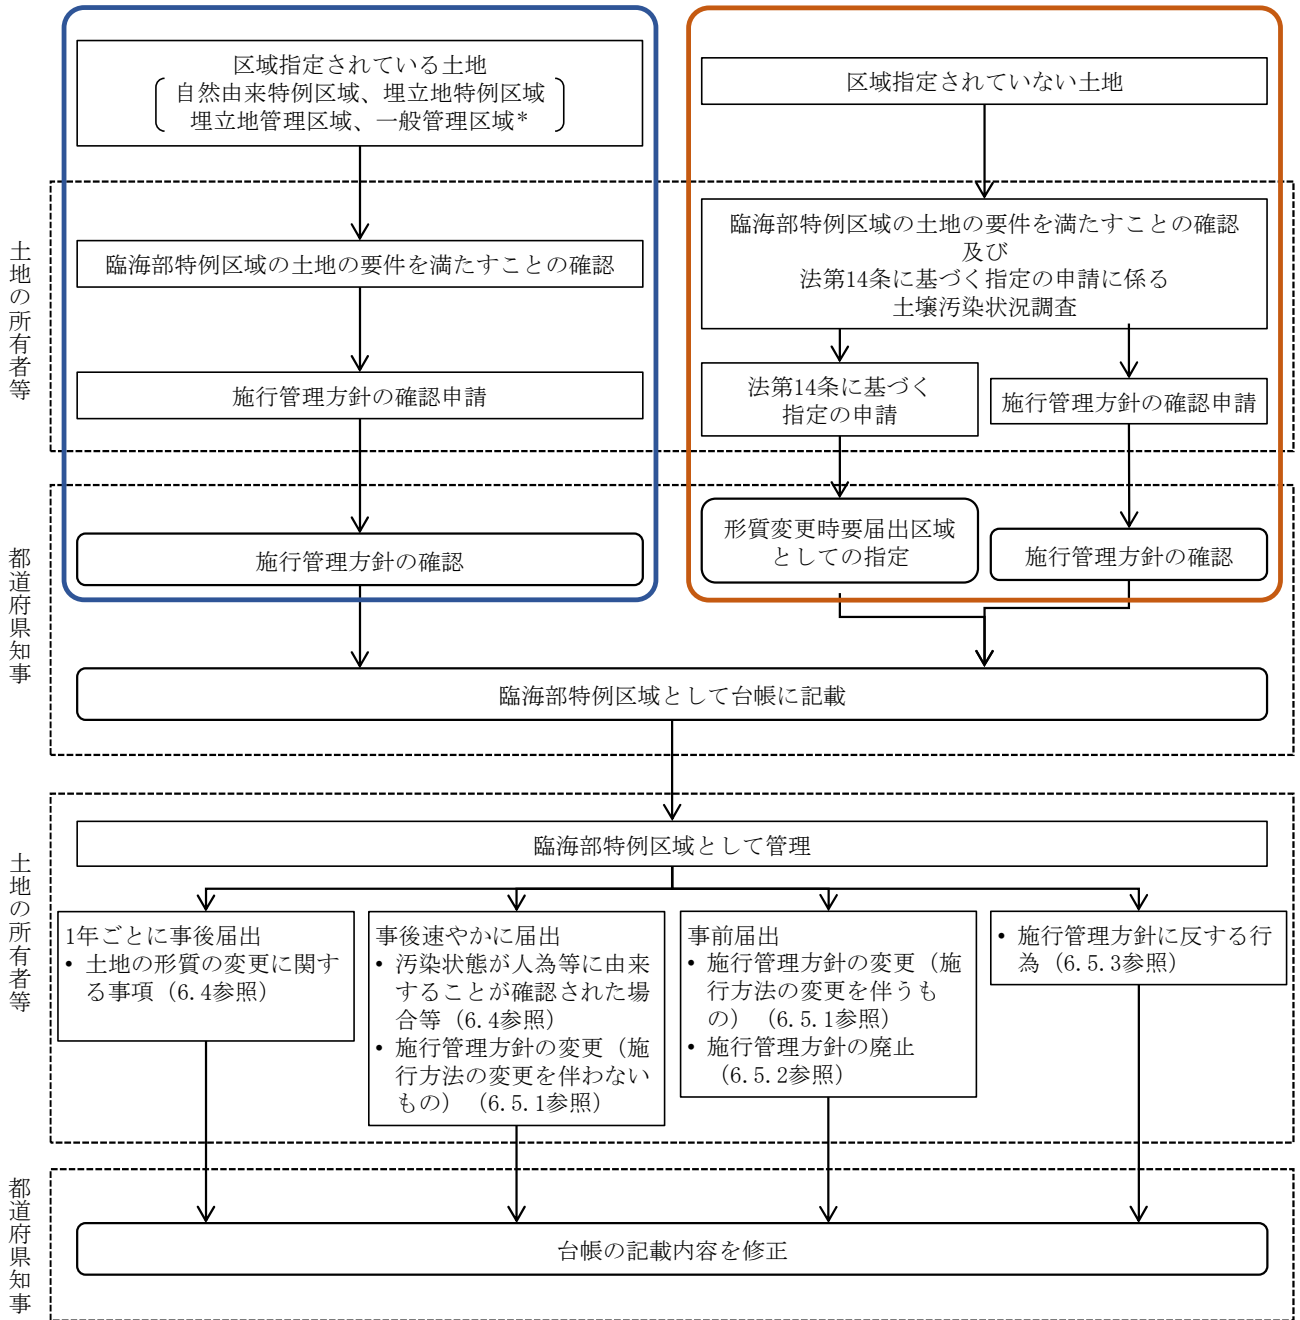 区域指定されている土地
自然由来特例区域、埋立地特例区域
埋立地管理区域、一般管理区域*
区域指定されていない土地
土地の所有者等
臨海部特例区域の土地の要件を満たすことの確認
施行管理方針の確認申請
臨海部特例区域の土地の要件を満たすことの確認
及び
法第14条に基づく指定の申請に係る
土壌汚染状況調査
法第14条に基づく
指定の申請
施行管理方針の確認申請
都道府県知事
施行管理方針の確認
形質変更時要届出区域
としての指定
施行管理方針の確認
臨海部特例区域として台帳に記載
土地の所有者等
臨海部特例区域として管理
1年ごとに事後届出
• 土地の形質の変更に関す
る事項（6.4参照）
事後速やかに届出
• 汚染状態が人為等に由来
することが確認された場
合等（6.4参照）
• 施行管理方針の変更（施
行方法の変更を伴わない
もの）（6.5.1参照）
事前届出
• 施行管理方針の変更（施
行方法の変更を伴うも
の）（6.5.1参照）
• 施行管理方針の廃止
（6.5.2参照）
• 施行管理方針に反する行
為（6.5.3参照）
都道府県知事
台帳の記載内容を修正